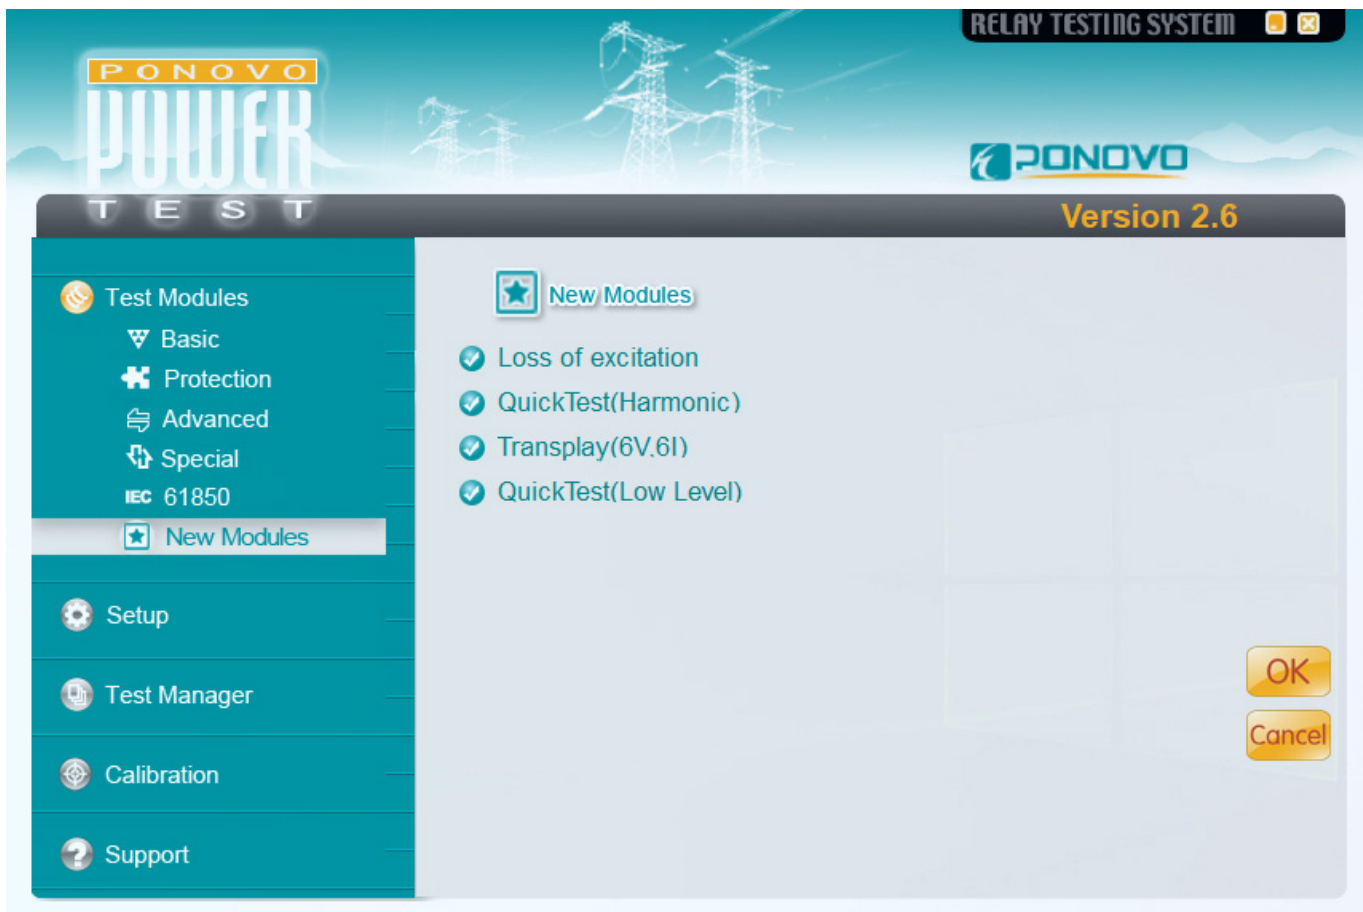 RELAY TESTING SYSTEM
PONOVO
POWER
TEST
PONOVO
Version 2.6
Test Modules
Basic
Protection
Advanced
Special
IEC 61850
New Modules
Setup
Test Manager
Calibration
Support
New Modules
Loss of excitation
QuickTest(Harmonic)
Transplay(6V,6I)
QuickTest(Low Level)
OK
Cancel